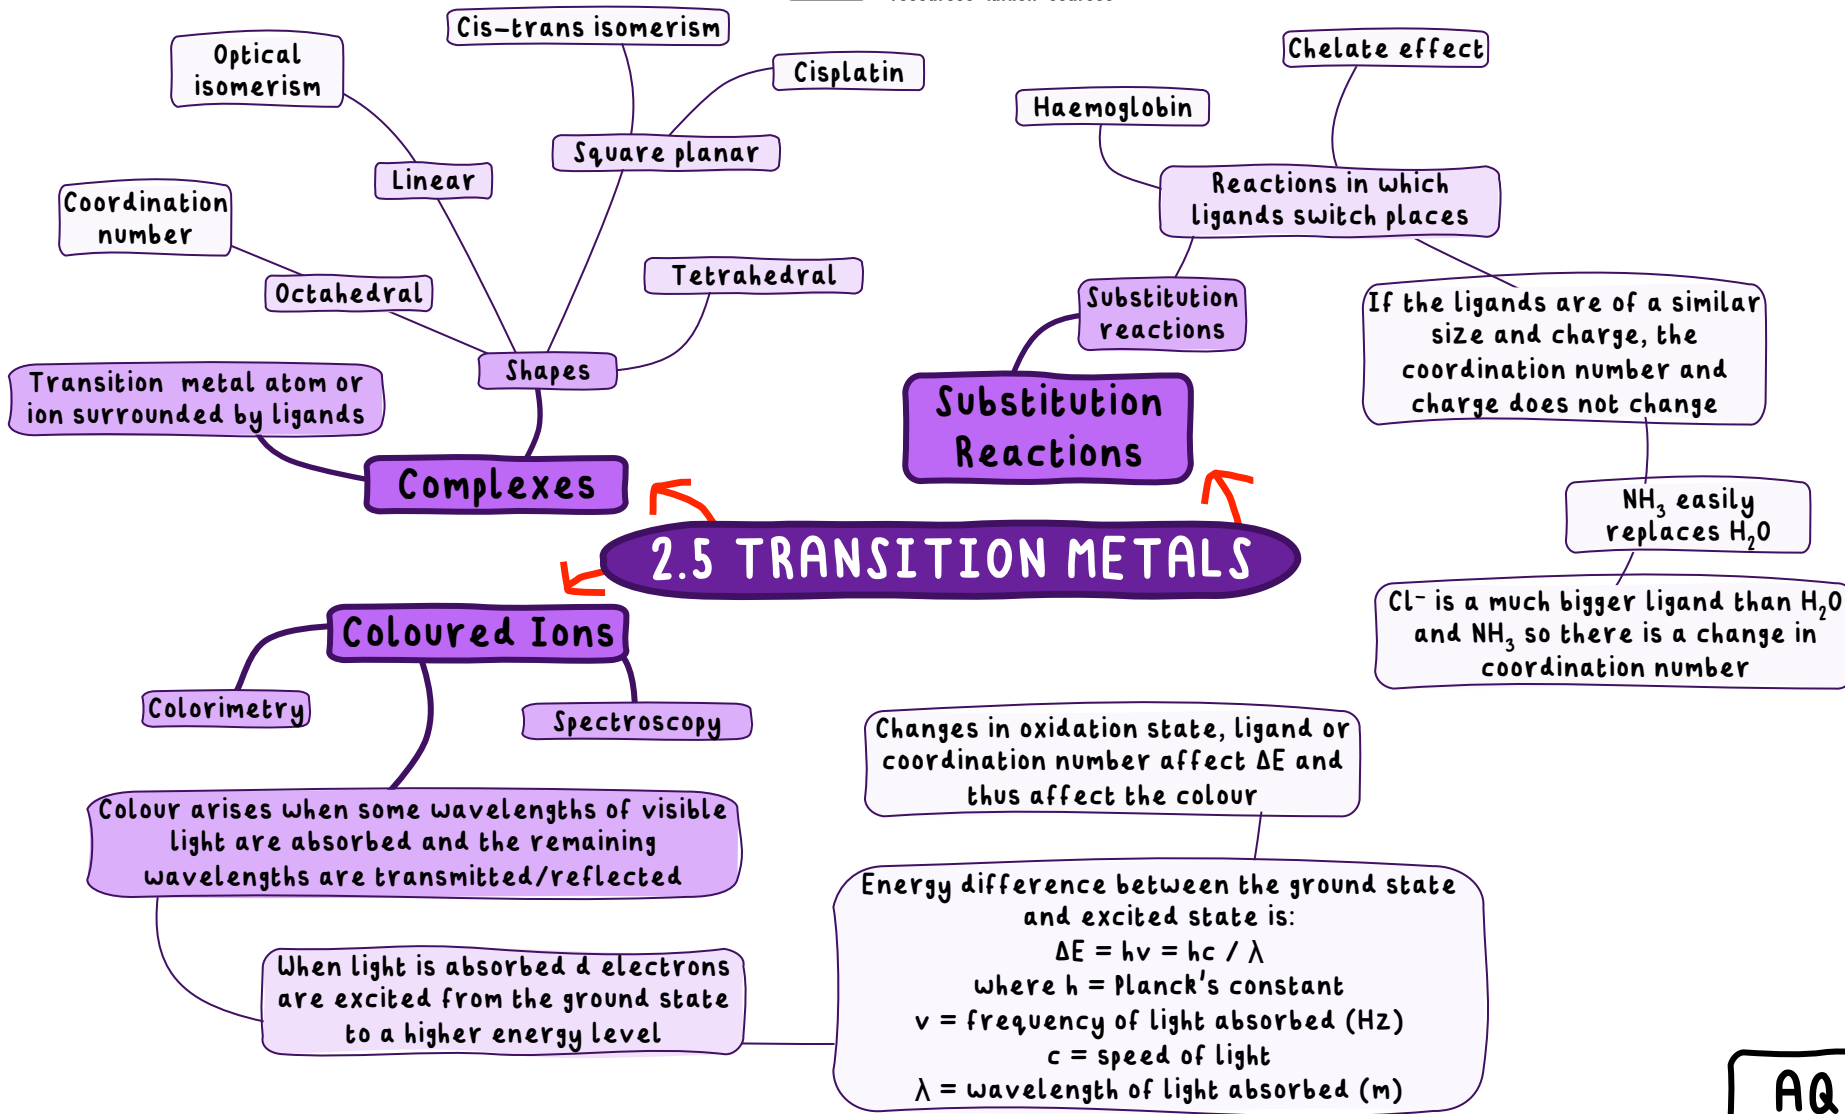 Cis-trans isomerism
Optical
isomerism
Cisplatin
Square planar
Linear
Coordination
number
Octahedral
Tetrahedral
Shapes
Transition metal atom or
ion surrounded by ligands
Complexes
Chelate effect
Haemoglobin
Reactions in which
ligands switch places
Substitution
reactions
If the ligands are of a similar
size and charge, the
coordination number and
charge does not change
Substitution
Reactions
NH₃ easily
replaces H₂O
Cl⁻ is a much bigger ligand than H₂O
and NH₃ so there is a change in
coordination number
2.5 TRANSITION METALS
Coloured Ions
Colorimetry
Spectroscopy
Colour arises when some wavelengths of visible
light are absorbed and the remaining
wavelengths are transmitted/reflected
When light is absorbed d electrons
are excited from the ground state
to a higher energy level
Changes in oxidation state, ligand or
coordination number affect ΔE and
thus affect the colour
Energy difference between the ground state
and excited state is:
ΔE = hv = hc / λ
where h = Planck's constant
v = frequency of light absorbed (Hz)
c = speed of light
λ = wavelength of light absorbed (m)
AQ